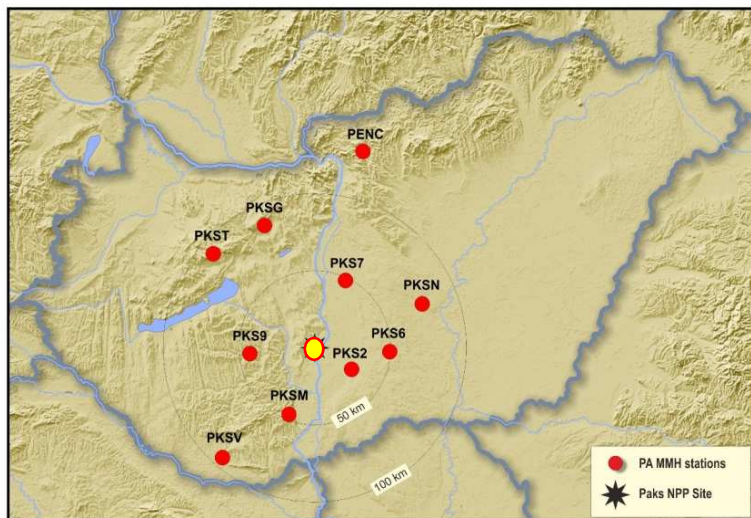 PENC
PKSG
PKST
PKS7
PKSN
PKS9
PKS6
PKS2
PKSM
50 km
PKSV
100 km
PA MMH stations
Paks NPP Site